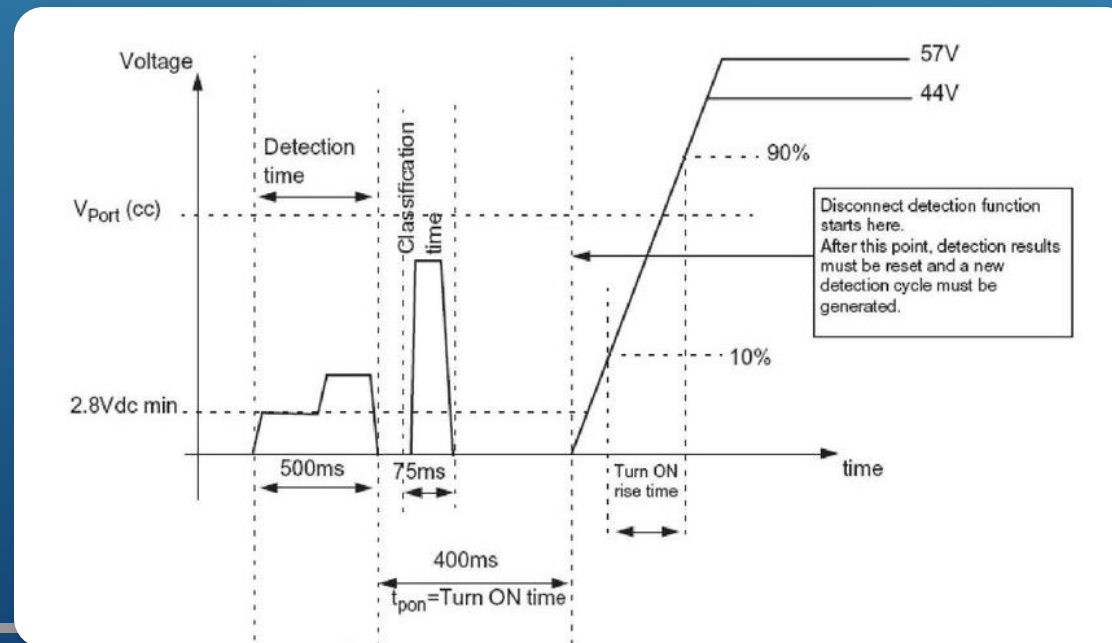 Voltage
57V
44V
Detection
time
Classification
time
90%
VPort (cc)
Disconnect detection function
starts here.
After this point, detection results
must be reset and a new
detection cycle must be
generated.
10%
2.8Vdc min
500ms
75ms
Turn ON
rise time
time
400ms
tpon=Turn ON time